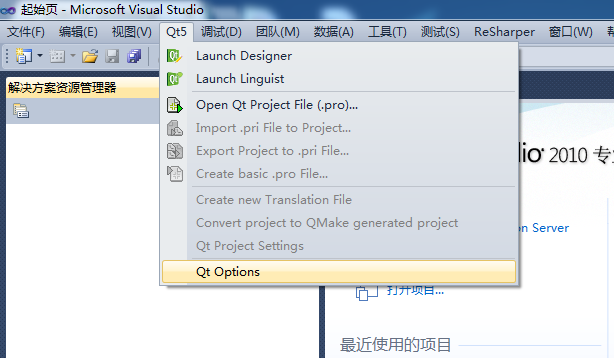 起始页 - Microsoft Visual Studio
文件(F) 编辑(E) 视图(V) Qt5 调试(D) 团队(M) 数据(A) 工具(T) 测试(S) ReSharper 窗口(W)
Launch Designer
Launch Linguist
解决方案资源管理器
Open Qt Project File (.pro)...
Import .pri File to Project...
Export Project to .pri File...
2010 专
Create basic .pro File...
Create new Translation File
Convert project to QMake generated project
on Server
Qt Project Settings
Qt Options
打开项目...
最近使用的项目